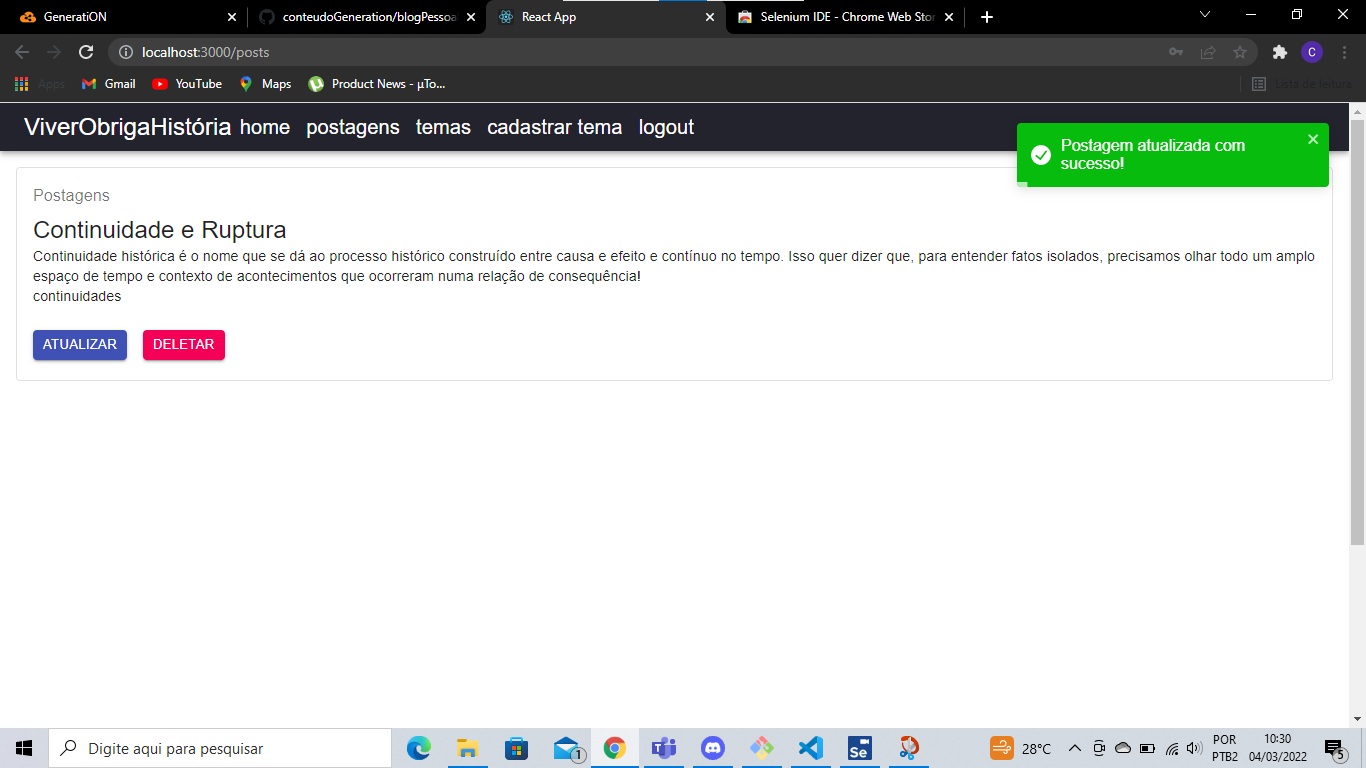 GeneratiON
conteudoGeneration/blogPessoa
React App
Selenium IDE - Chrome Web Stor
localhost:3000/posts
C
Apps
Gmail
YouTube
Maps
Product News - µTo...
Lista de leitura
ViverObrigaHistória home postagens temas cadastrar tema logout
Postagem atualizada com
sucesso!
Postagens
Continuidade e Ruptura
Continuidade histórica é o nome que se dá ao processo histórico construído entre causa e efeito e contínuo no tempo. Isso quer dizer que, para entender fatos isolados, precisamos olhar todo um amplo
espaço de tempo e contexto de acontecimentos que ocorreram numa relação de consequência!
continuidades
ATUALIZAR
DELETAR
Digite aqui para pesquisar
1
Se
28°C
POR
PTB2
10:30
04/03/2022
5